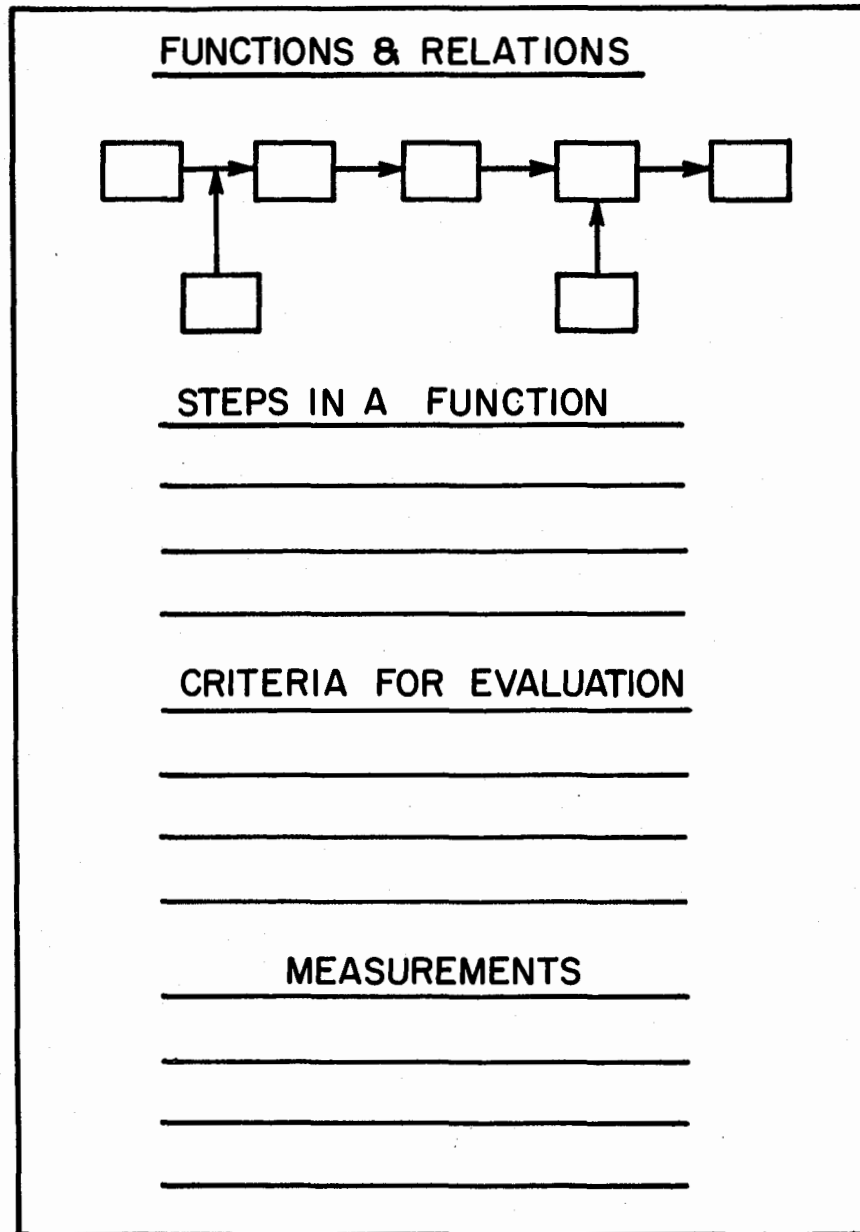 FUNCTIONS & RELATIONS
STEPS IN A FUNCTION
CRITERIA FOR EVALUATION
MEASUREMENTS